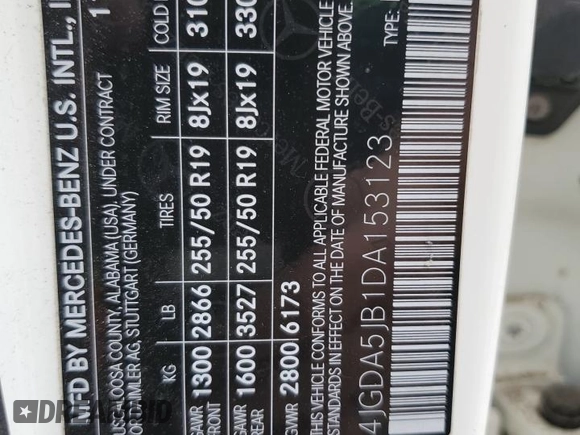 MFD BY MERCEDES-BENZ U.S. INTL., I
TUSCALOOSA COUNTY, ALABAMA (USA), UNDER CONTRACT
FOR DAIMLER AG, STUTTGART (GERMANY)
KG LB TIRES RIM SIZE COLD
GAWR FRONT 1300 2866 255/50 R19 8Jx19 310
GAWR REAR 1600 3527 255/50 R19 8Jx19 330
GVWR 2800 6173
THIS VEHICLE CONFORMS TO ALL APPLICABLE FEDERAL MOTOR VEHICLE
STANDARDS IN EFFECT ON THE DATE OF MANUFACTURE SHOWN ABOVE.
4JGDA5JB1DA153123
TYPE:
DIDIVERIFY